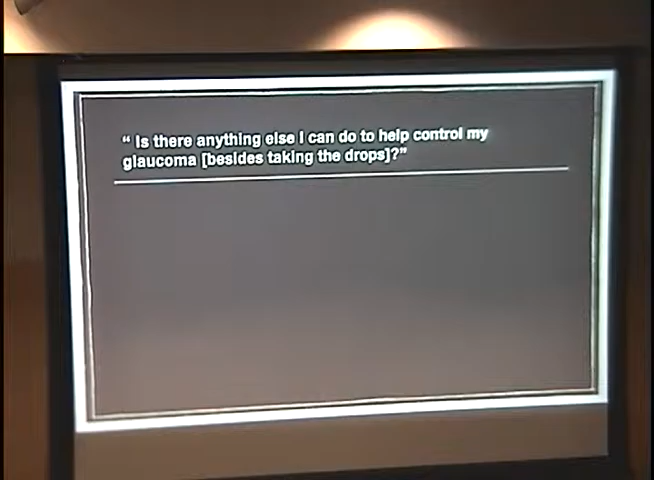 “ Is there anything else I can do to help control my
glaucoma [besides taking the drops]?”